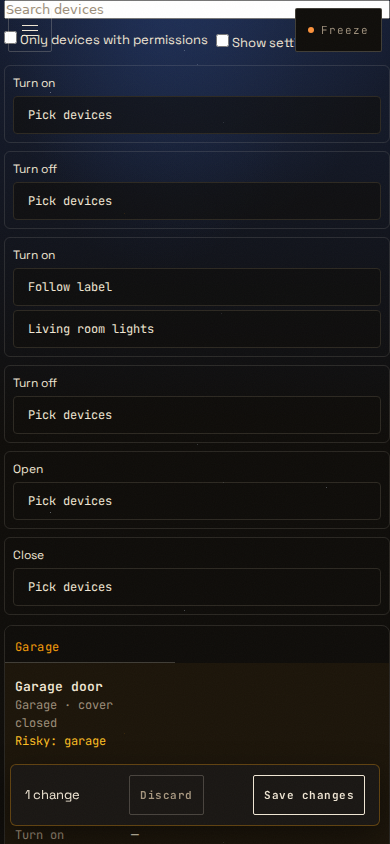 Search devices
Only devices with permissions
Show sett
Freeze
Turn on
Pick devices
Turn off
Pick devices
Turn on
Follow label
Living room lights
Turn off
Pick devices
Open
Pick devices
Close
Pick devices
Garage
Garage door
Garage · cover
closed
Risky: garage
1 change
Discard
Save changes
Turn on —